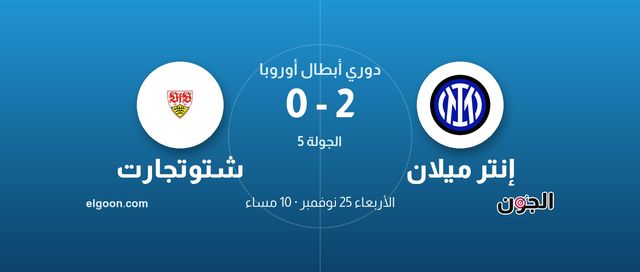 دوري أبطال أوروبا
2 - 0
الجولة 5
إنتر ميلان
شتوتجارت
الأربعاء 25 نوفمبر · 10 مساء
الجون
elgoon.com